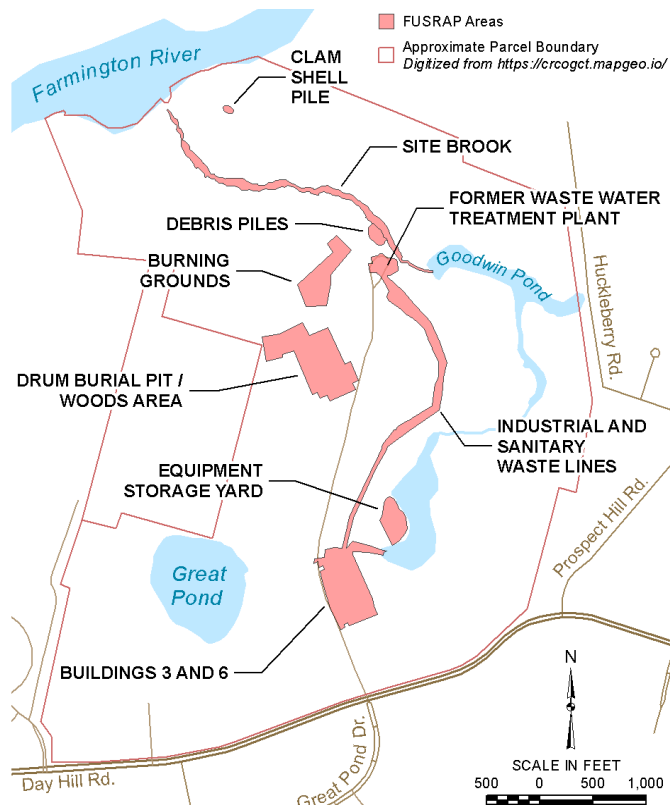 FUSRAP Areas
Approximate Parcel Boundary
Digitized from https://crcogct.mapgeo.io/
Farmington River
CLAM
SHELL
PILE
SITE BROOK
FORMER WASTE WATER
TREATMENT PLANT
DEBRIS PILES
BURNING
GROUNDS
Goodwin Pond
Huckleberry Rd.
DRUM BURIAL PIT /
WOODS AREA
INDUSTRIAL AND
SANITARY
WASTE LINES
EQUIPMENT
STORAGE YARD
Prospect Hill Rd.
Great
Pond
BUILDINGS 3 AND 6
N
Day Hill Rd.
Great Pond Dr.
SCALE IN FEET
500 0 500 1,000